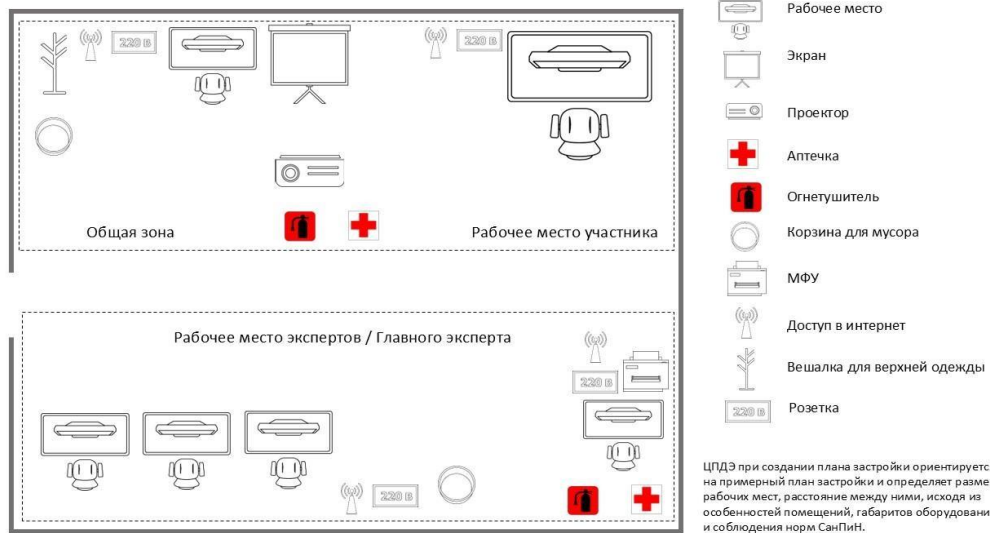 220 В
220 В
Общая зона
Рабочее место участника
Рабочее место экспертов / Главного эксперта
220 В
220 В
Рабочее место
Экран
Проектор
Аптечка
Огнетушитель
Корзина для мусора
МФУ
Доступ в интернет
Вешалка для верхней одежды
220 В
Розетка
ЦПДЭ при создании плана застройки ориентируетс
на примерный план застройки и определяет разме
рабочих мест, расстояние между ними, исходя из
особенностей помещений, габаритов оборудовани
и соблюдения норм СанПиН.